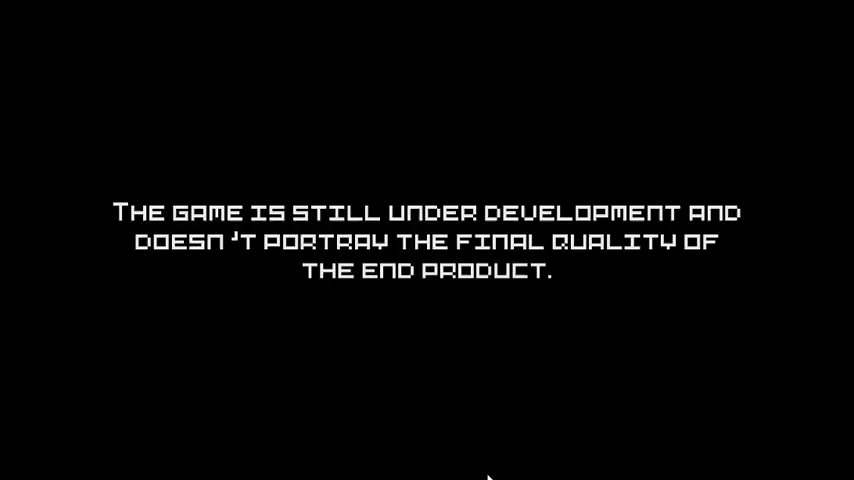 The game is still under development and
doesn't portray the final quality of
the end product.